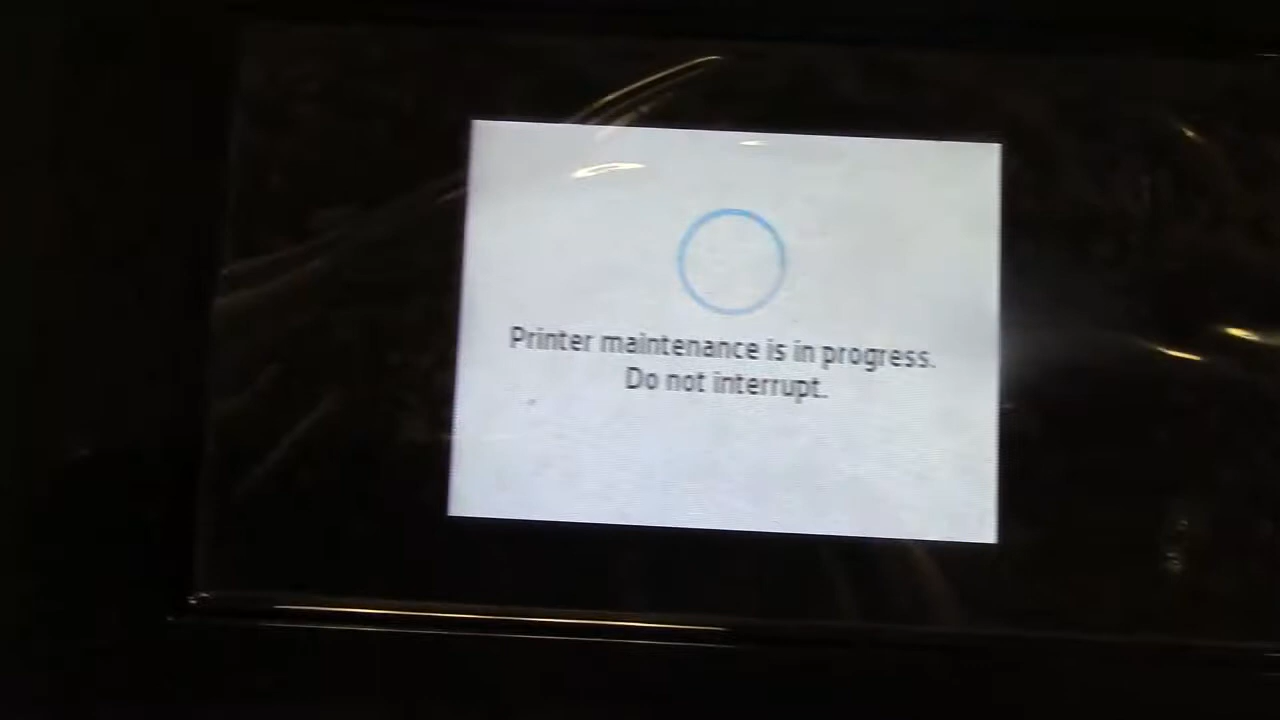 Printer maintenance is in progress.
Do not interrupt.